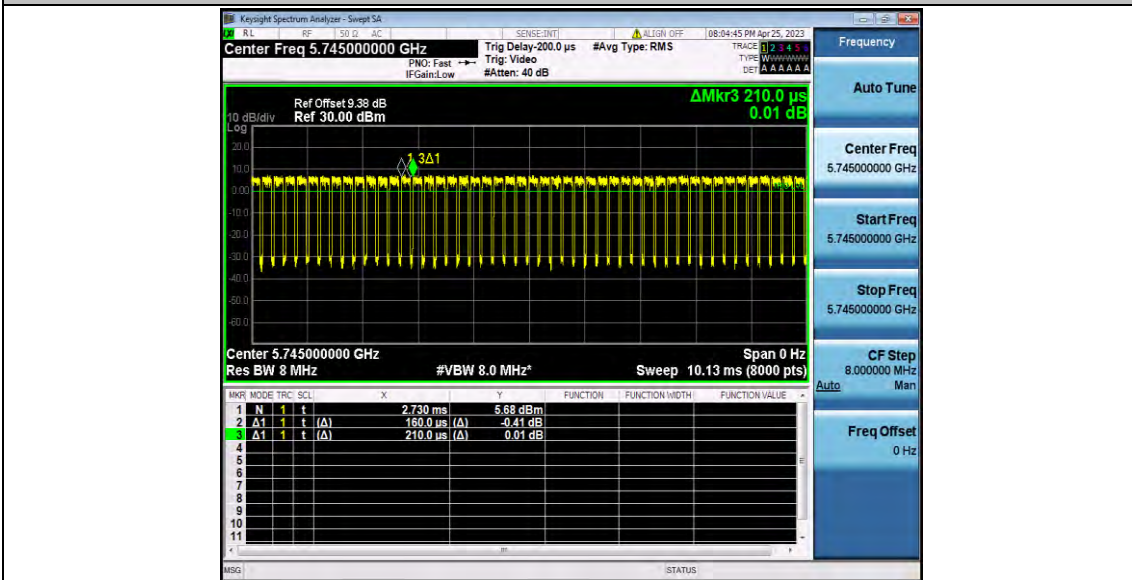 Keysight Spectrum Analyzer - Swept SA
RL RF 50 Ω AC SENSE:INT ALIGN OFF 08:04:45 PM Apr 25, 2023
Center Freq 5.745000000 GHz
PNO: Fast
IFGain:Low
Trig Delay-200.0 µs
Trig: Video
#Atten: 40 dB
#Avg Type: RMS
TRACE 1 2 3 4 5 6
TYPE
DET A A A A A A
ΔMkr3 210.0 µs
0.01 dB
Ref Offset 9.38 dB
10 dB/div Ref 30.00 dBm
Log
20.0
10.0
0.00
-10.0
-20.0
-30.0
-40.0
-50.0
-60.0
1 3Δ1
Center 5.745000000 GHz Span 0 Hz
Res BW 8 MHz #VBW 8.0 MHz* Sweep 10.13 ms (8000 pts)
MKR MODE TRC SCL X Y FUNCTION FUNCTION WIDTH FUNCTION VALUE
1 N 1 t 2.730 ms 5.68 dBm
2 Δ1 1 t (Δ) 160.0 µs (Δ) -0.41 dB
3 Δ1 1 t (Δ) 210.0 µs (Δ) 0.01 dB
4
5
6
7
8
9
10
11
MSG STATUS
Frequency
Auto Tune
Center Freq
5.745000000 GHz
Start Freq
5.745000000 GHz
Stop Freq
5.745000000 GHz
CF Step
8.000000 MHz
Auto Man
Freq Offset
0 Hz